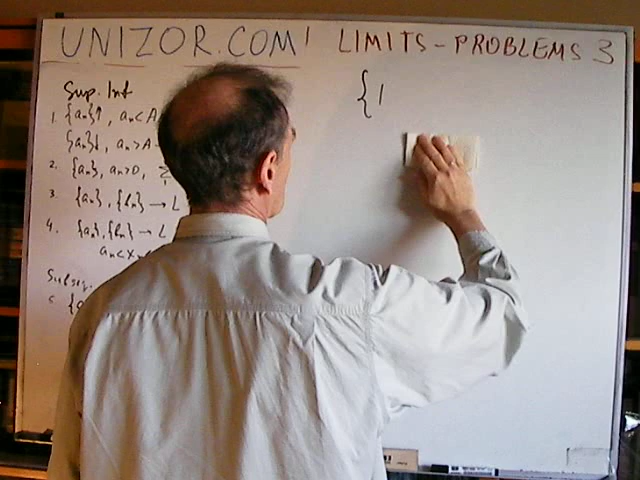 UNIZOR.COM' LIMITS - PROBLEMS 3
Sup. Inf
{ 1
1. {aₙ}↑, aₙ<A
{aₙ}↓, aₙ>A
2. {aₙ}, aₙ>0,
3. {aₙ}, {bₙ} → L
4. {aₙ}, {bₙ} → L
aₙ<x